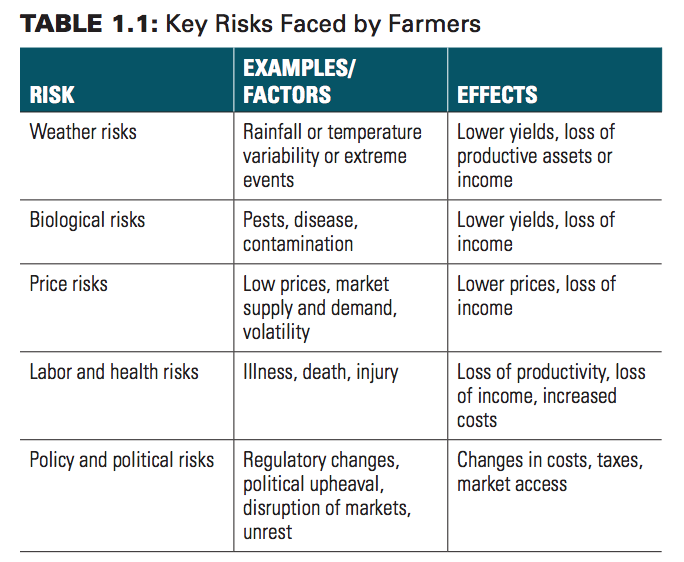 TABLE 1.1: Key Risks Faced by Farmers
RISK
EXAMPLES/
FACTORS
EFFECTS
Weather risks
Rainfall or temperature
variability or extreme
events
Lower yields, loss of
productive assets or
income
Biological risks
Pests, disease,
contamination
Lower yields, loss of
income
Price risks
Low prices, market
supply and demand,
volatility
Lower prices, loss of
income
Labor and health risks
Illness, death, injury
Loss of productivity, loss
of income, increased
costs
Policy and political risks
Regulatory changes,
political upheaval,
disruption of markets,
unrest
Changes in costs, taxes,
market access